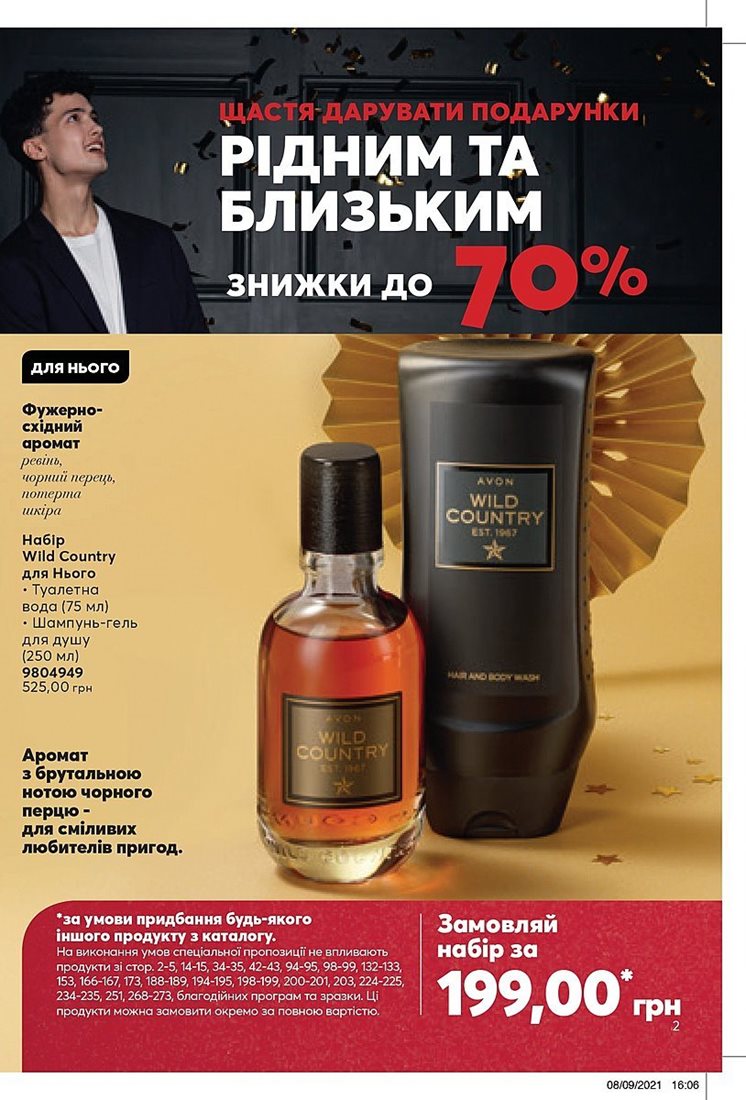 ЩАСТЯ ДАРУВАТИ ПОДАРУНКИ
РІДНИМ ТА
БЛИЗЬКИМ
ЗНИЖКИ ДО 70%
ДЛЯ НЬОГО
Фужерно-
східний
аромат
ревінь,
чорний перець,
потерта
шкіра
Набір
Wild Country
для Нього
• Туалетна
вода (75 мл)
• Шампунь-гель
для душу
(250 мл)
9804949
525,00 грн
Аромат
з брутальною
нотою чорного
перцю -
для сміливих
любителів пригод.
AVON
WILD
COUNTRY
EST. 1967
HAIR AND BODY WASH
AVON
WILD
COUNTRY
EST. 1967
*за умови придбання будь-якого
іншого продукту з каталогу.
На виконання умов спеціальної пропозиції не впливають
продукти зі стор. 2-5, 14-15, 34-35, 42-43, 94-95, 98-99, 132-133,
153, 166-167, 173, 188-189, 194-195, 198-199, 200-201, 203, 224-225,
234-235, 251, 268-273, благодійних програм та зразки. Ці
продукти можна замовити окремо за повною вартістю.
Замовляй
набір за
199,00* грн
2
08/09/2021 16:06